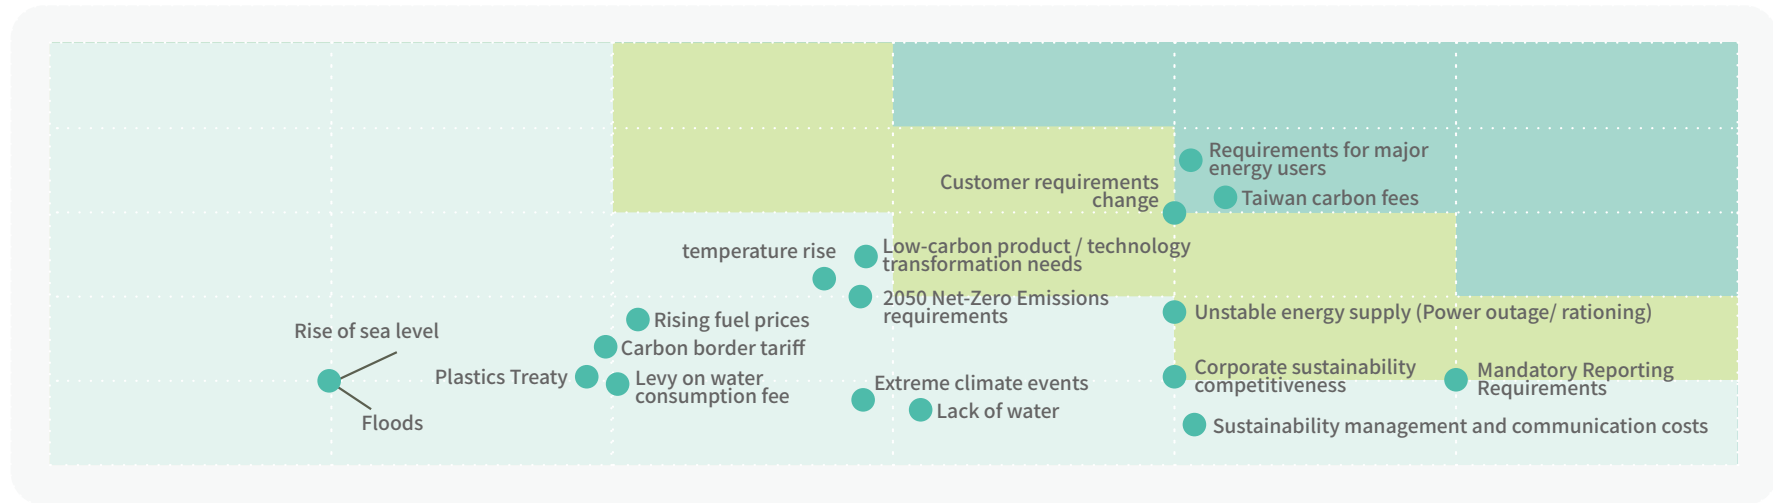 Requirements for major
energy users
Customer requirements
change
Taiwan carbon fees
temperature rise
Low-carbon product / technology
transformation needs
2050 Net-Zero Emissions
requirements
Rising fuel prices
Unstable energy supply (Power outage/ rationing)
Rise of sea level
Carbon border tariff
Plastics Treaty
Levy on water
consumption fee
Extreme climate events
Corporate sustainability
competitiveness
Mandatory Reporting
Requirements
Lack of water
Floods
Sustainability management and communication costs